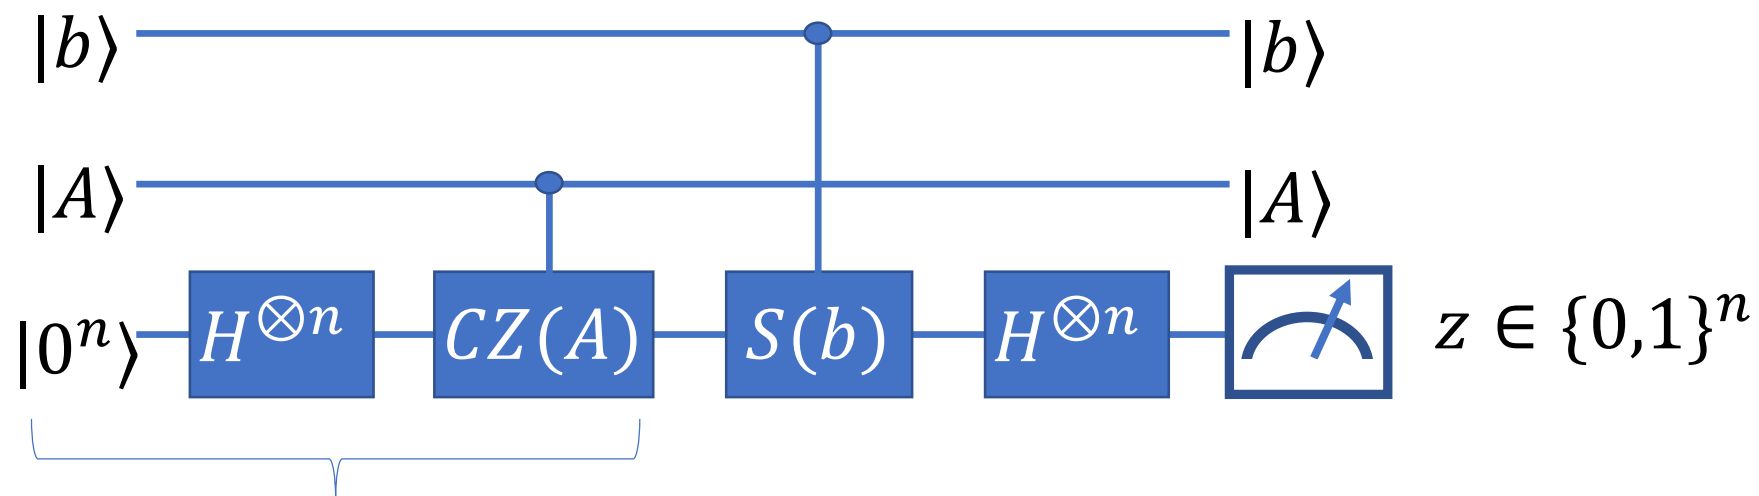 |b⟩ |b⟩
|A⟩ |A⟩
|0ⁿ⟩ H^{⊗n} CZ(A) S(b) H^{⊗n} z ∈ {0,1}ⁿ